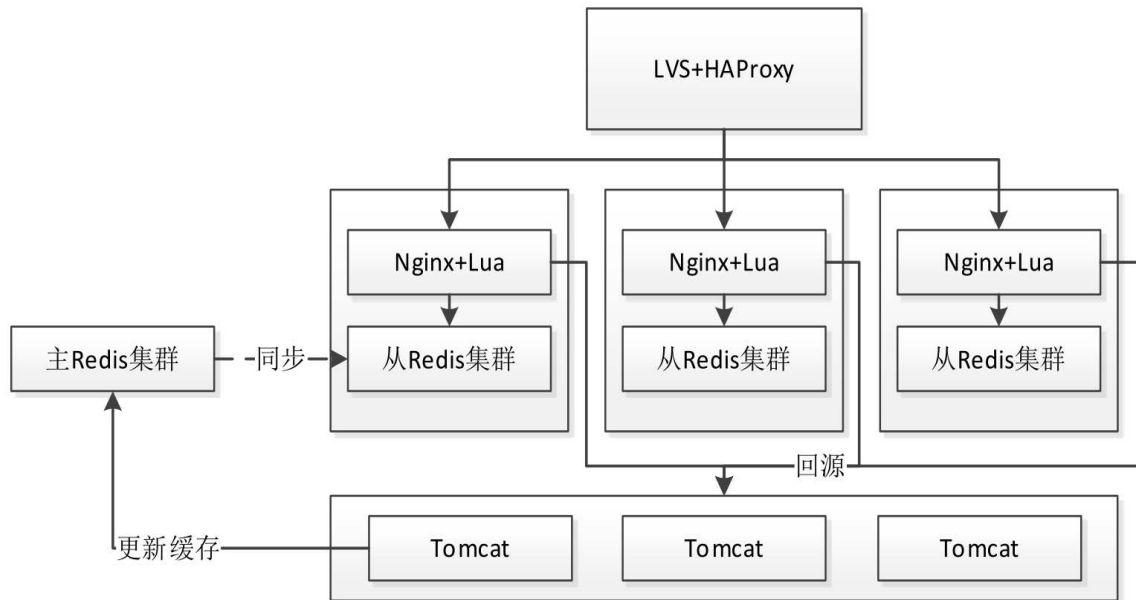 LVS+HAProxy
Nginx+Lua
Nginx+Lua
Nginx+Lua
主Redis集群
同步
从Redis集群
从Redis集群
从Redis集群
回源
更新缓存
Tomcat
Tomcat
Tomcat